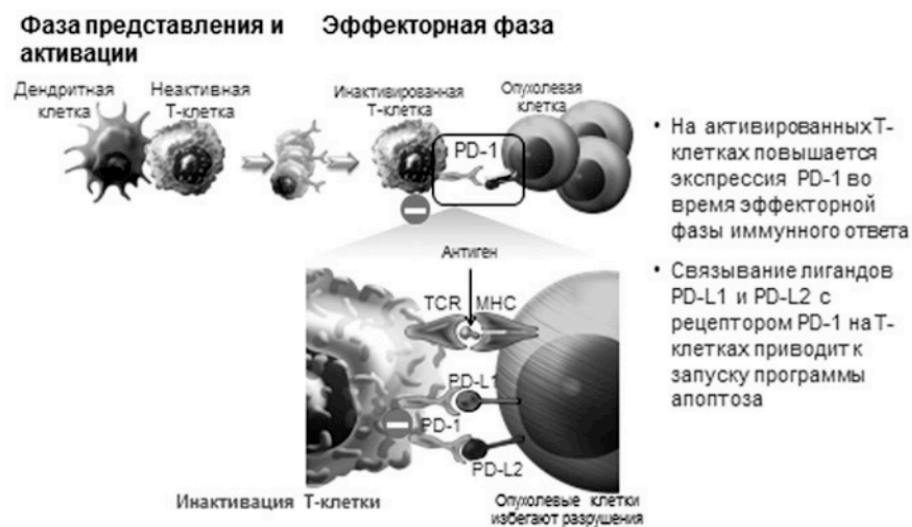 Фаза представления и
активации
Эффекторная фаза
Дендритная
клетка
Неактивная
Т-клетка
Инактивированная
Т-клетка
Опухолевая
клетка
PD-1
Антиген
TCR MHC
PD-L1
PD-1
PD-L2
Инактивация Т-клетки
Опухолевые клетки
избегают разрушения
• На активированных Т-
клетках повышается
экспрессия PD-1 во
время эффекторной
фазы иммунного ответа
• Связывание лигандов
PD-L1 и PD-L2 с
рецептором PD-1 на Т-
клетках приводит к
запуску программы
апоптоза